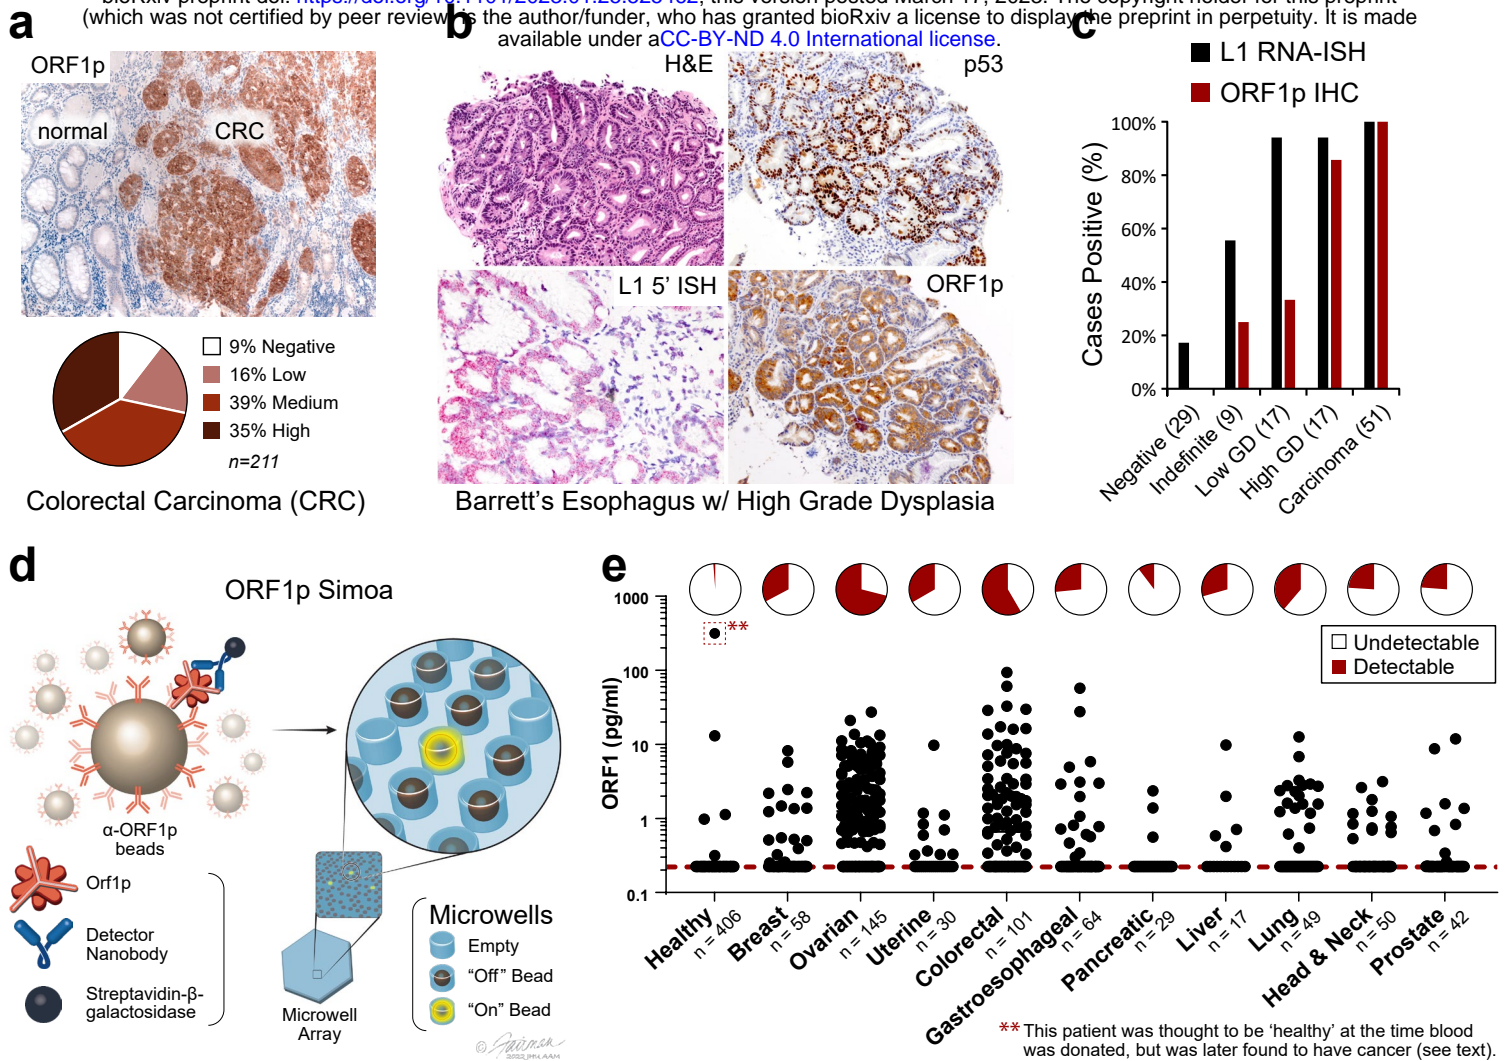 (which was not certified by peer review) is the author/funder, who has granted bioRxiv a license to display the preprint in perpetuity. It is made
available under aCC-BY-ND 4.0 International license.
a
ORF1p
normal
CRC
9% Negative
16% Low
39% Medium
35% High
n=211
Colorectal Carcinoma (CRC)
b
H&E
p53
L1 5’ ISH
ORF1p
Barrett’s Esophagus w/ High Grade Dysplasia
c
L1 RNA-ISH
ORF1p IHC
Cases Positive (%)
100%
80%
60%
40%
20%
0%
Negative (29)
Indefinite (9)
Low GD (17)
High GD (17)
Carcinoma (51)
d
ORF1p Simoa
α-ORF1p
beads
Orf1p
Detector
Nanobody
Streptavidin-β-
galactosidase
Microwell
Array
Microwells
Empty
“Off” Bead
“On” Bead
e
ORF1 (pg/ml)
1000
100
10
1
0.1
**
Undetectable
Detectable
Healthy
n = 406
Breast
n = 58
Ovarian
n = 145
Uterine
n = 30
Colorectal
n = 101
Gastroesophageal
n = 64
Pancreatic
n = 29
Liver
n = 17
Lung
n = 49
Head & Neck
n = 50
Prostate
n = 42
** This patient was thought to be ‘healthy’ at the time blood
was donated, but was later found to have cancer (see text).